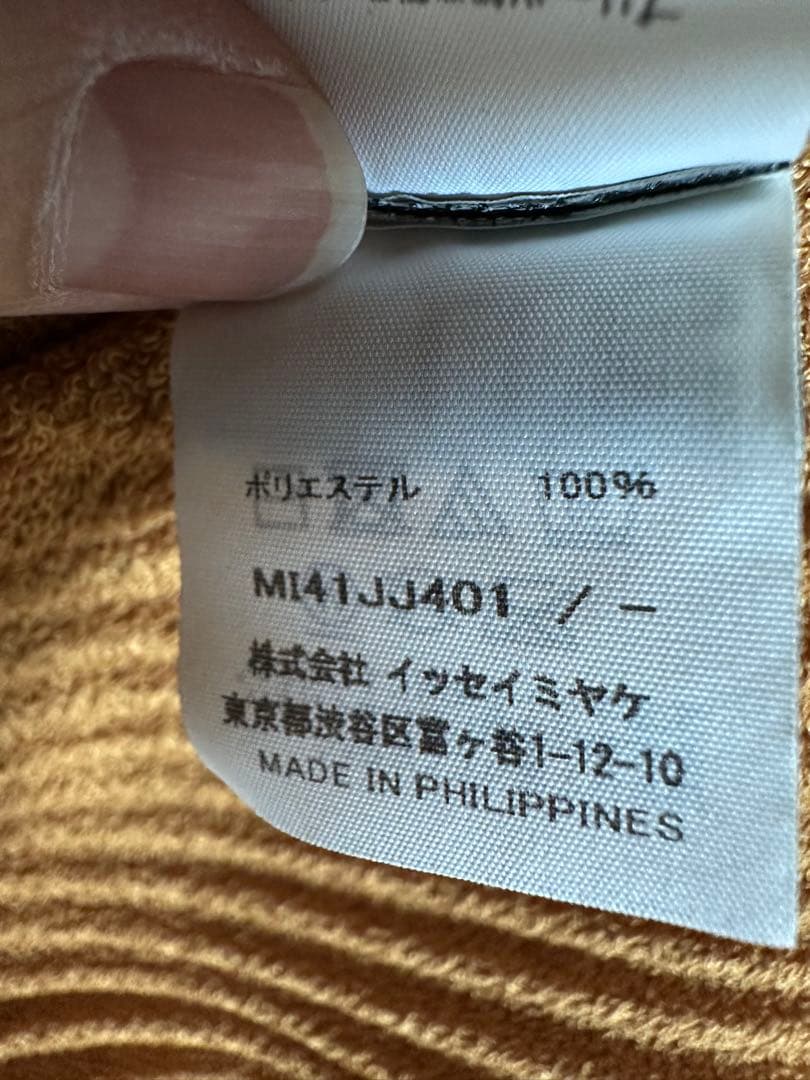 ポリエステル 100%
MI41JJ401 / –
株式会社 イッセイミヤケ
東京都渋谷区富ヶ谷1-12-10
MADE IN PHILIPPINES